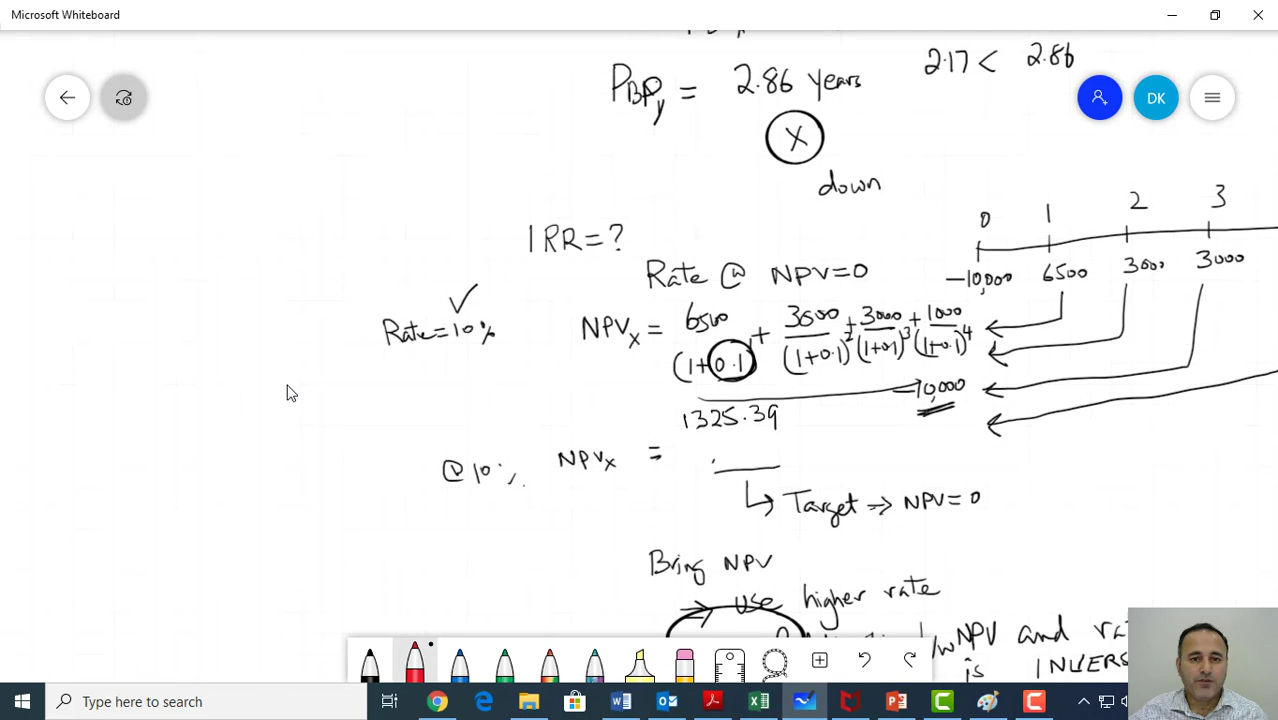 Microsoft Whiteboard
PBPy = 2.86 years
2.17 < 2.86
X
down
DK
IRR = ?
0 1 2 3
-10,000 6500 3000 3000
Rate @ NPV=0
Rate = 10%
NPVx = 6500/(1+0.1)^1 + 3000/(1+0.1)^2 + 3000/(1+0.1)^3 + 1000/(1+0.1)^4
-10,000
1325.39
@ 10% NPVx =
Target => NPV=0
Bring NPV
=> use higher rate
b/w NPV and
is INVERS
Type here to search